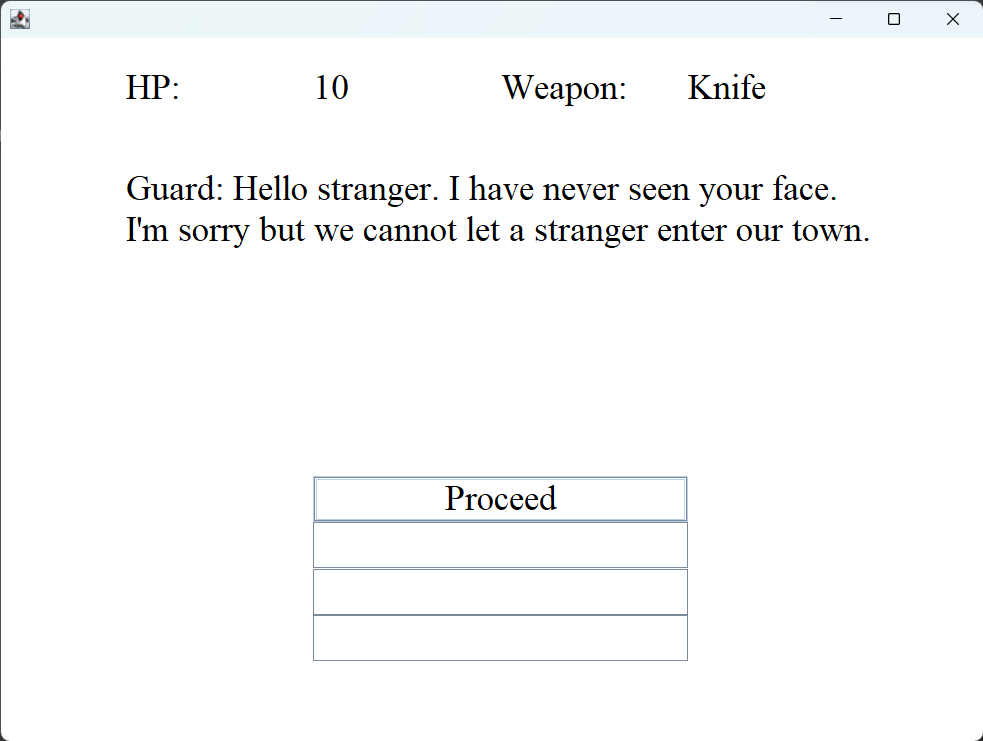 HP: 10 Weapon: Knife
Guard: Hello stranger. I have never seen your face.
I'm sorry but we cannot let a stranger enter our town.
Proceed